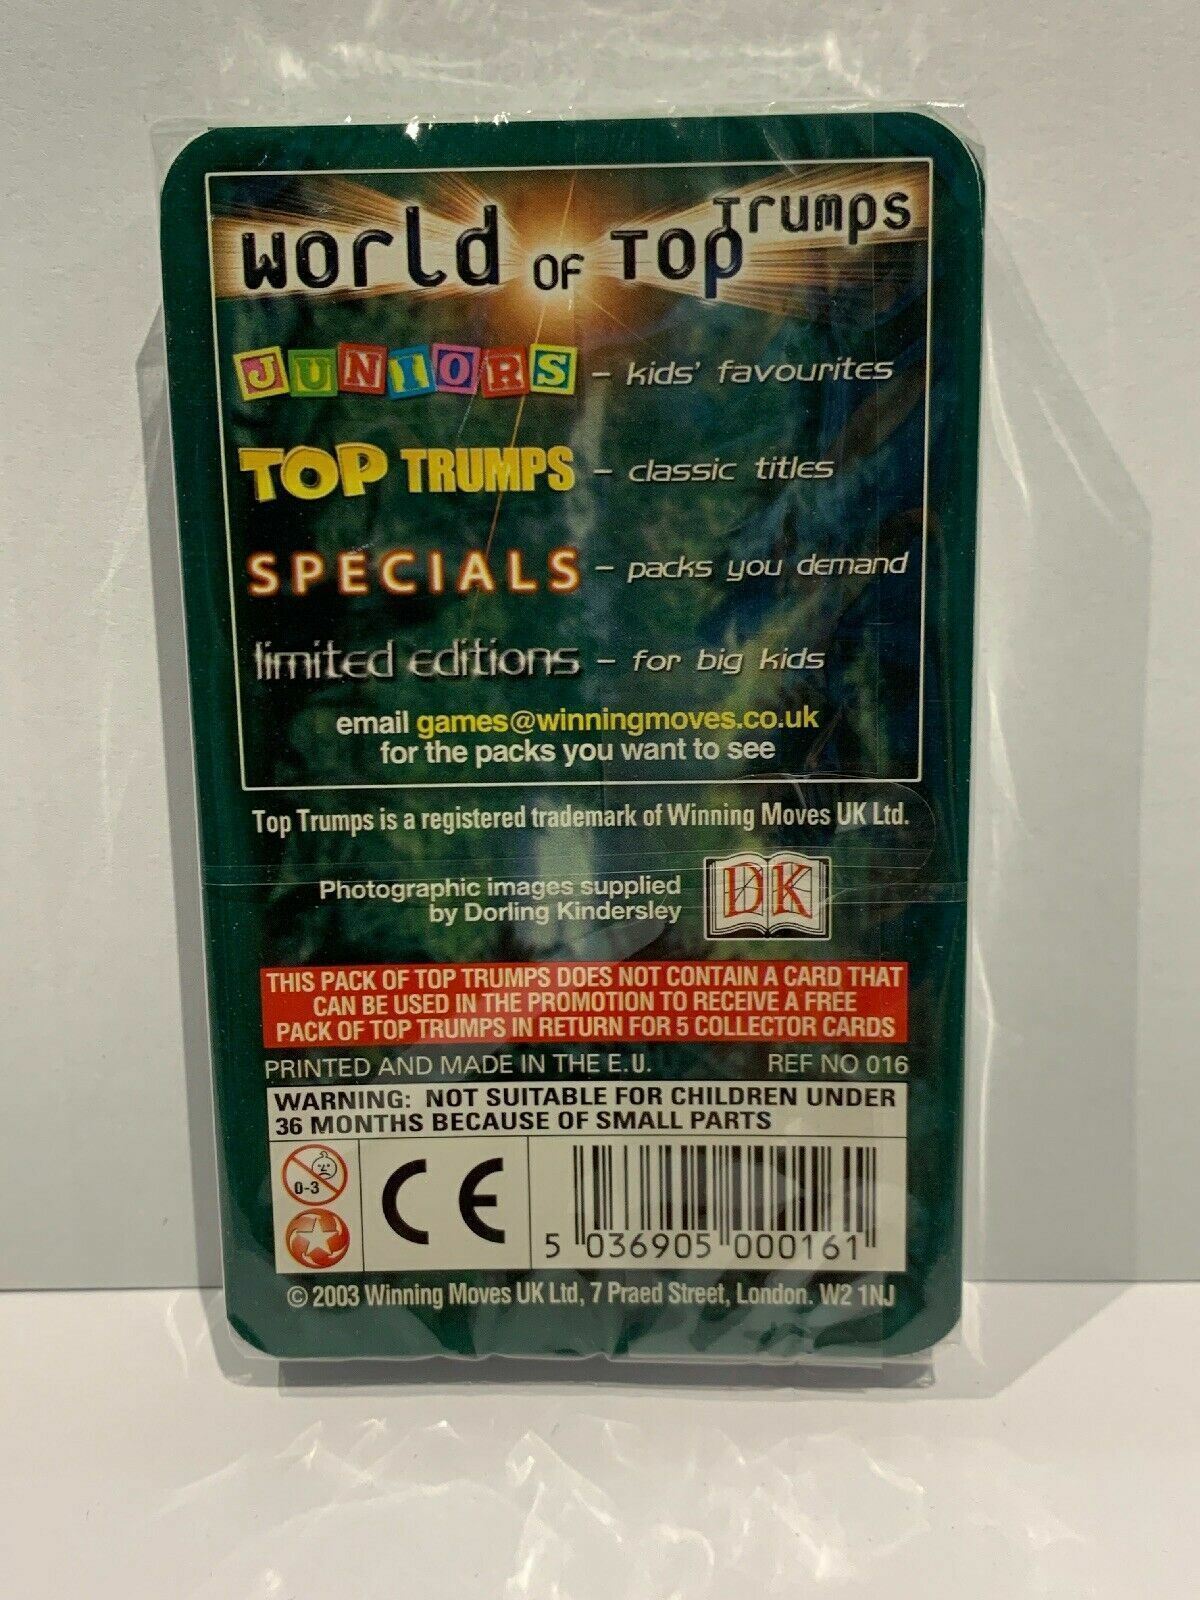 World OF TOP Trumps
JUNIORS – kids' favourites
TOP TRUMPS – classic titles
SPECIALS – packs you demand
limited editions – for big kids
email games@winningmoves.co.uk
for the packs you want to see
Top Trumps is a registered trademark of Winning Moves UK Ltd.
Photographic images supplied
by Dorling Kindersley
DK
THIS PACK OF TOP TRUMPS DOES NOT CONTAIN A CARD THAT
CAN BE USED IN THE PROMOTION TO RECEIVE A FREE
PACK OF TOP TRUMPS IN RETURN FOR 5 COLLECTOR CARDS
PRINTED AND MADE IN THE E.U. REF NO 016
WARNING: NOT SUITABLE FOR CHILDREN UNDER
36 MONTHS BECAUSE OF SMALL PARTS
0-3
CE
5 036905 000161
© 2003 Winning Moves UK Ltd, 7 Praed Street, London. W2 1NJ